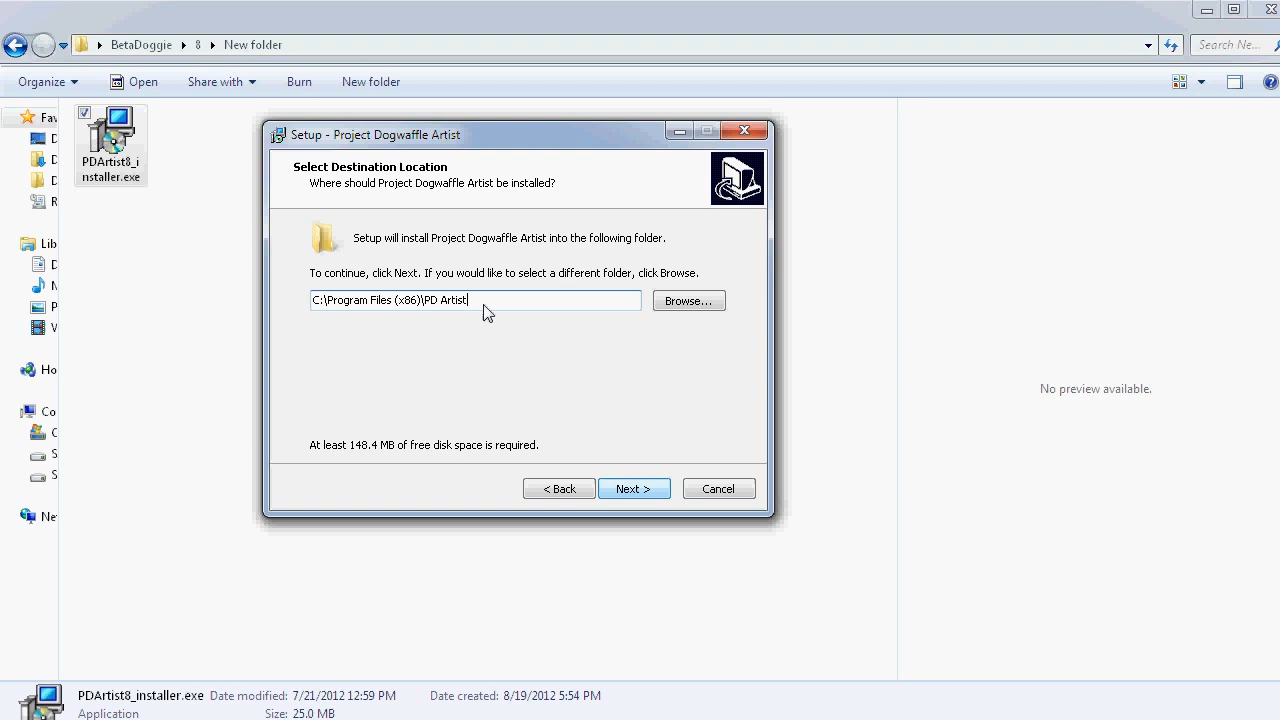 BetaDoggie 8 New folder
Search Ne...
Organize Open Share with Burn New folder
Fav
D
D
D
R
Lib
D
N
P
V
Ho
Co
C
S
S
Ne
PDArtist8_i
nstaller.exe
Setup - Project Dogwaffle Artist
Select Destination Location
Where should Project Dogwaffle Artist be installed?
Setup will install Project Dogwaffle Artist into the following folder.
To continue, click Next. If you would like to select a different folder, click Browse.
C:\Program Files (x86)\PD Artist
Browse...
At least 148.4 MB of free disk space is required.
< Back Next > Cancel
No preview available.
PDArtist8_installer.exe Date modified: 7/21/2012 12:59 PM Date created: 8/19/2012 5:54 PM
Application Size: 25.0 MB